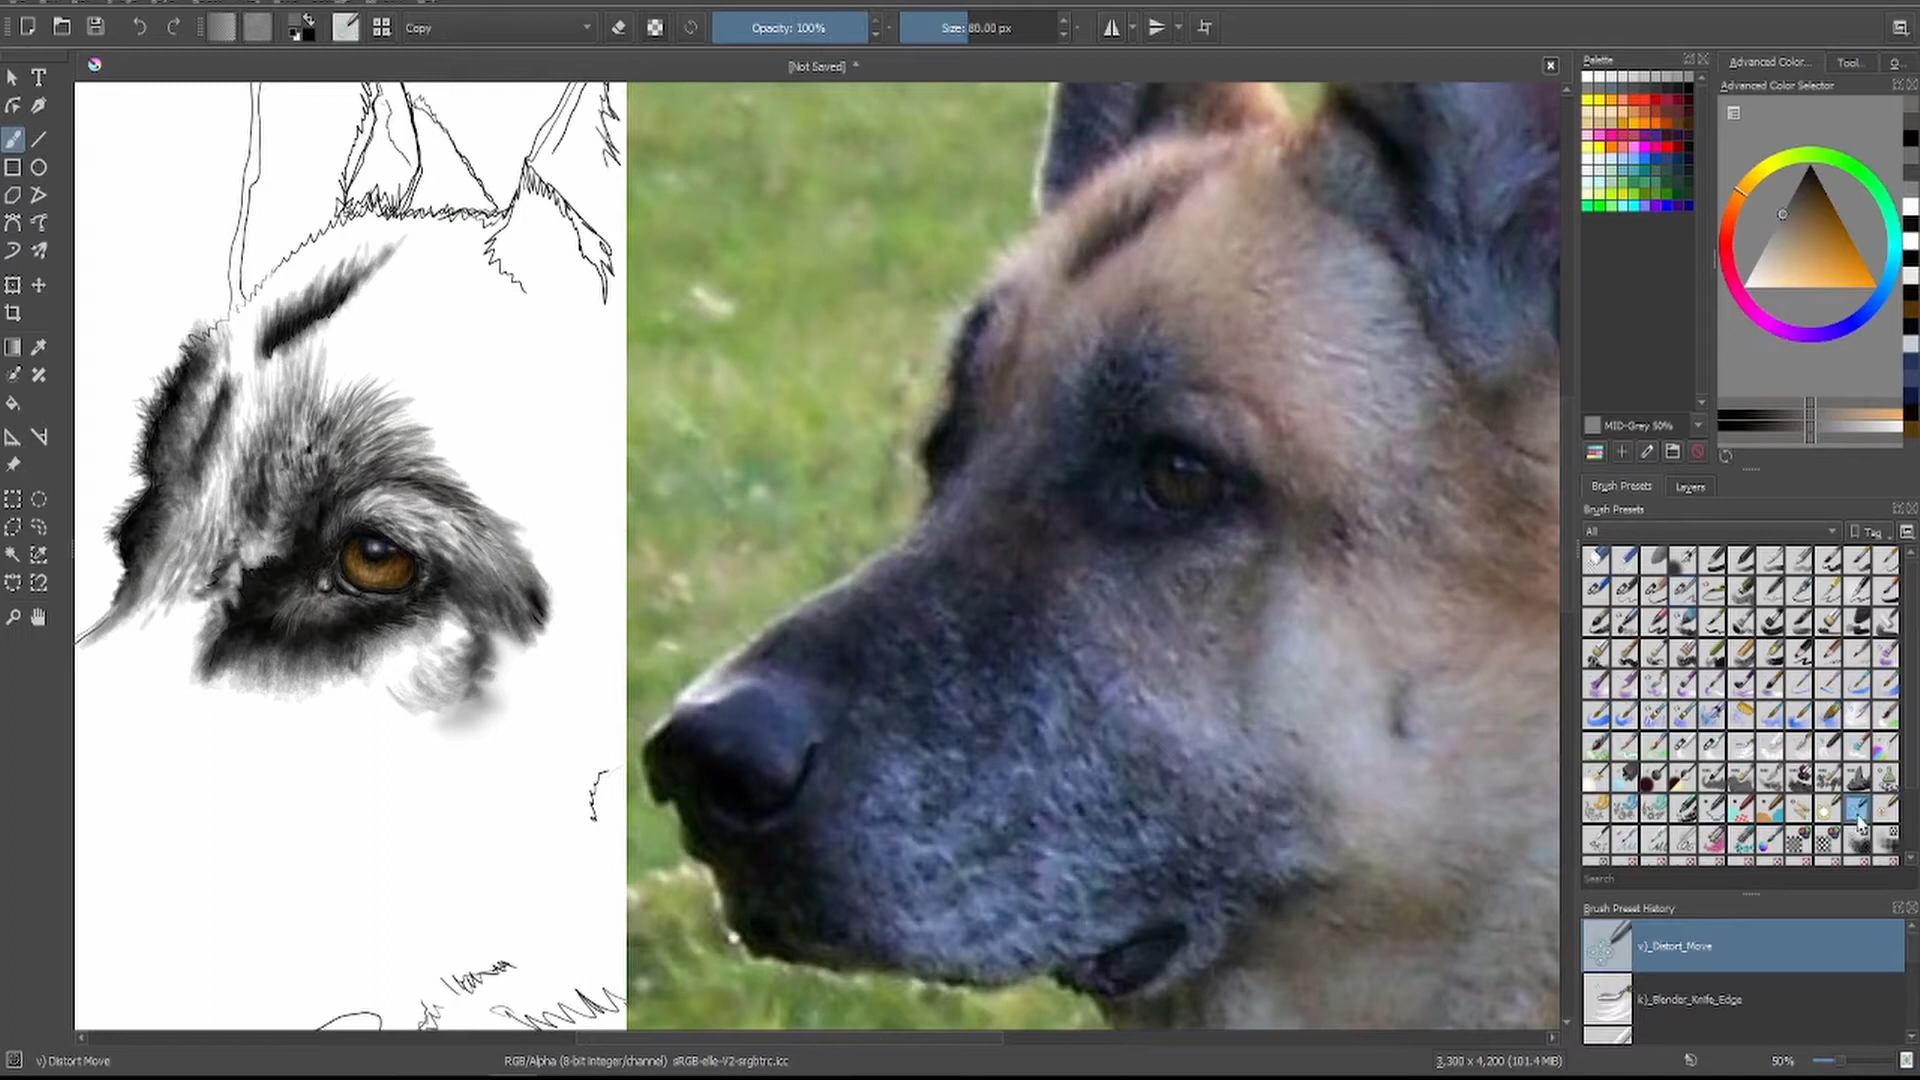 Copy
Opacity: 100%
Size: 80.00 px
[Not Saved] *
Palette
Advanced Color...
Tool...
O...
Advanced Color Selector
MID-Grey 50%
Brush Presets
Layers
Brush Presets
All
Tag
Search
Brush Preset History
v)_Distort_Move
k)_Blender_Knife_Edge
v) Distort Move
RGB/Alpha (8-bit integer/channel) sRGB-elle-V2-srgbtrc.icc
3,300 x 4,200 (101.4 MiB)
50%